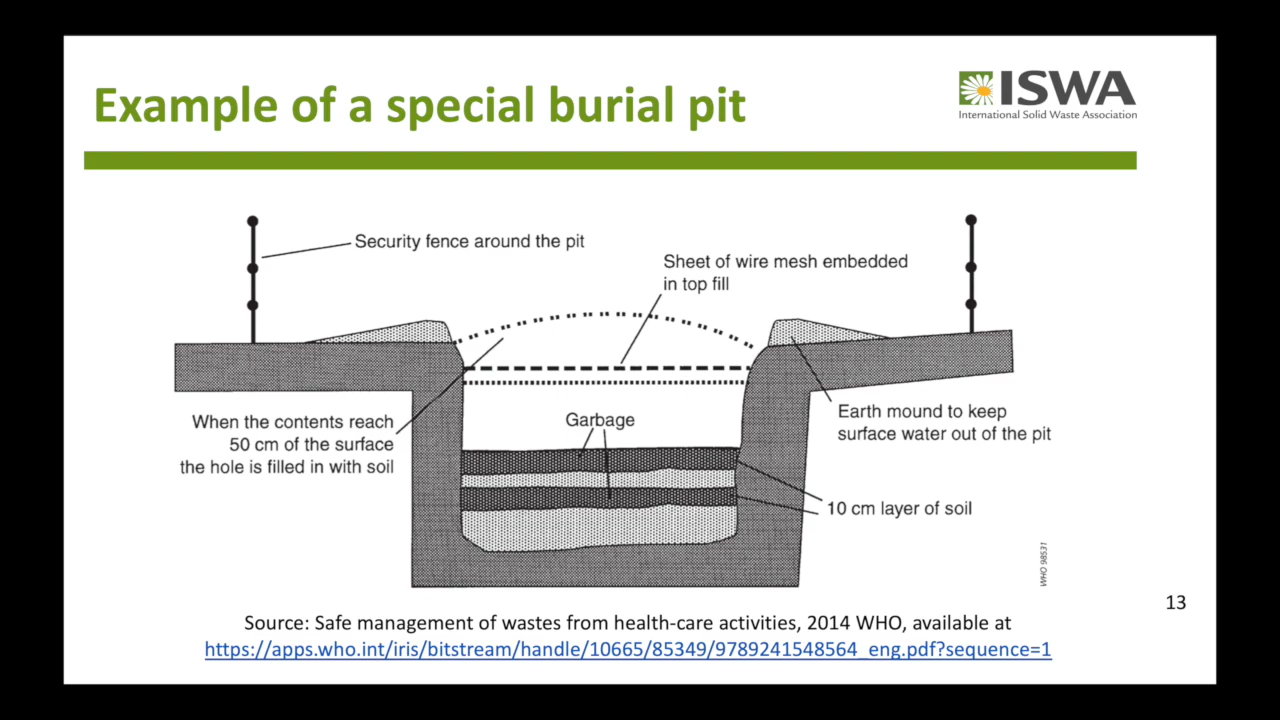 Example of a special burial pit
ISWA
International Solid Waste Association
Security fence around the pit
Sheet of wire mesh embedded
in top fill
When the contents reach
50 cm of the surface
the hole is filled in with soil
Garbage
Earth mound to keep
surface water out of the pit
10 cm layer of soil
WHO 98531
13
Source: Safe management of wastes from health-care activities, 2014 WHO, available at
https://apps.who.int/iris/bitstream/handle/10665/85349/9789241548564_eng.pdf?sequence=1